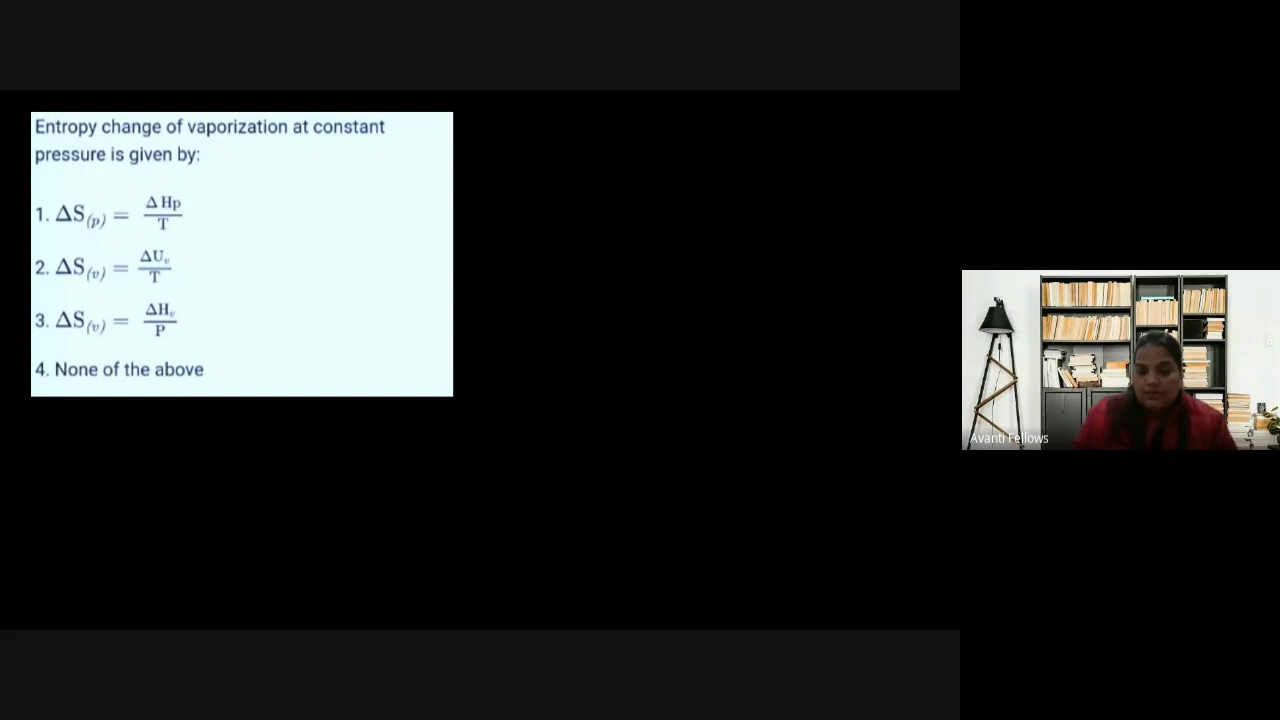 Entropy change of vaporization at constant
pressure is given by:
1. ΔS(p) = Δ Hp / T
2. ΔS(v) = ΔUv / T
3. ΔS(v) = ΔHv / P
4. None of the above
Avanti Fellows